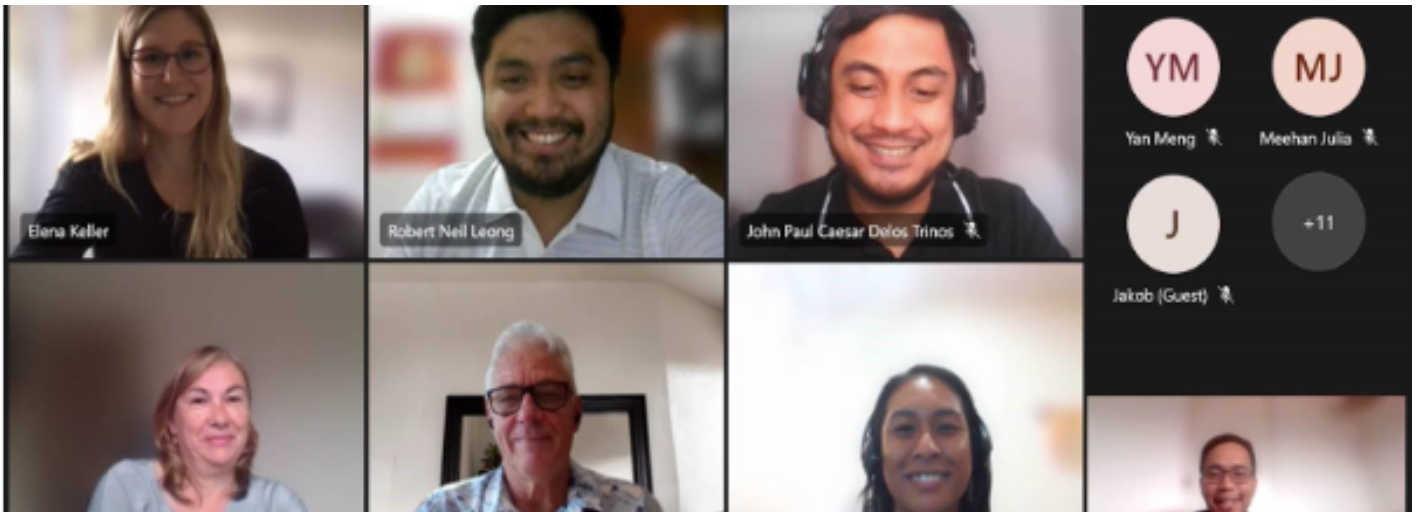 YM
MJ
Yan Meng
Meehan Julia
J
+11
Jakob (Guest)
Elena Keller
Robert Neil Leong
John Paul Caesar Delos Trinos